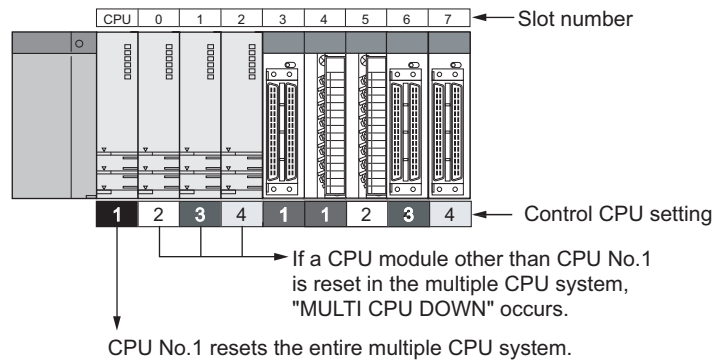 CPU 0 1 2 3 4 5 6 7 Slot number
1 2 3 4 1 1 2 3 4 Control CPU setting
If a CPU module other than CPU No.1
is reset in the multiple CPU system,
"MULTI CPU DOWN" occurs.
CPU No.1 resets the entire multiple CPU system.